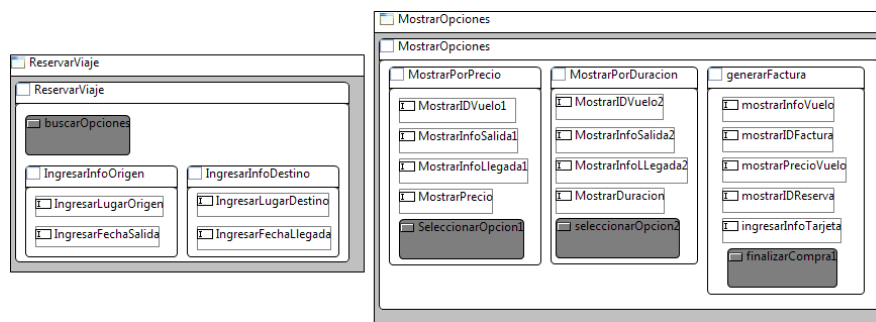 ReservarViaje
ReservarViaje
buscarOpciones
IngresarInfoOrigen
IngresarLugarOrigen
IngresarFechaSalida
IngresarInfoDestino
IngresarLugarDestino
IngresarFechaLlegada
MostrarOpciones
MostrarOpciones
MostrarPorPrecio
MostrarIDVuelo1
MostrarInfoSalida1
MostrarInfoLlegada1
MostrarPrecio
SeleccionarOpcion1
MostrarPorDuracion
MostrarIDVuelo2
MostrarInfoSalida2
MostrarInfoLLegada2
MostrarDuracion
seleccionarOpcion2
generarFactura
mostrarInfoVuelo
mostrarIDFactura
mostrarPrecioVuelo
mostrarIDReserva
ingresarInfoTarjeta
finalizarCompra1